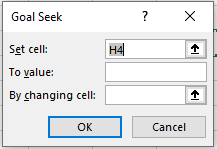 Goal Seek ? ×
Set cell: H4
To value:
By changing cell:
OK Cancel